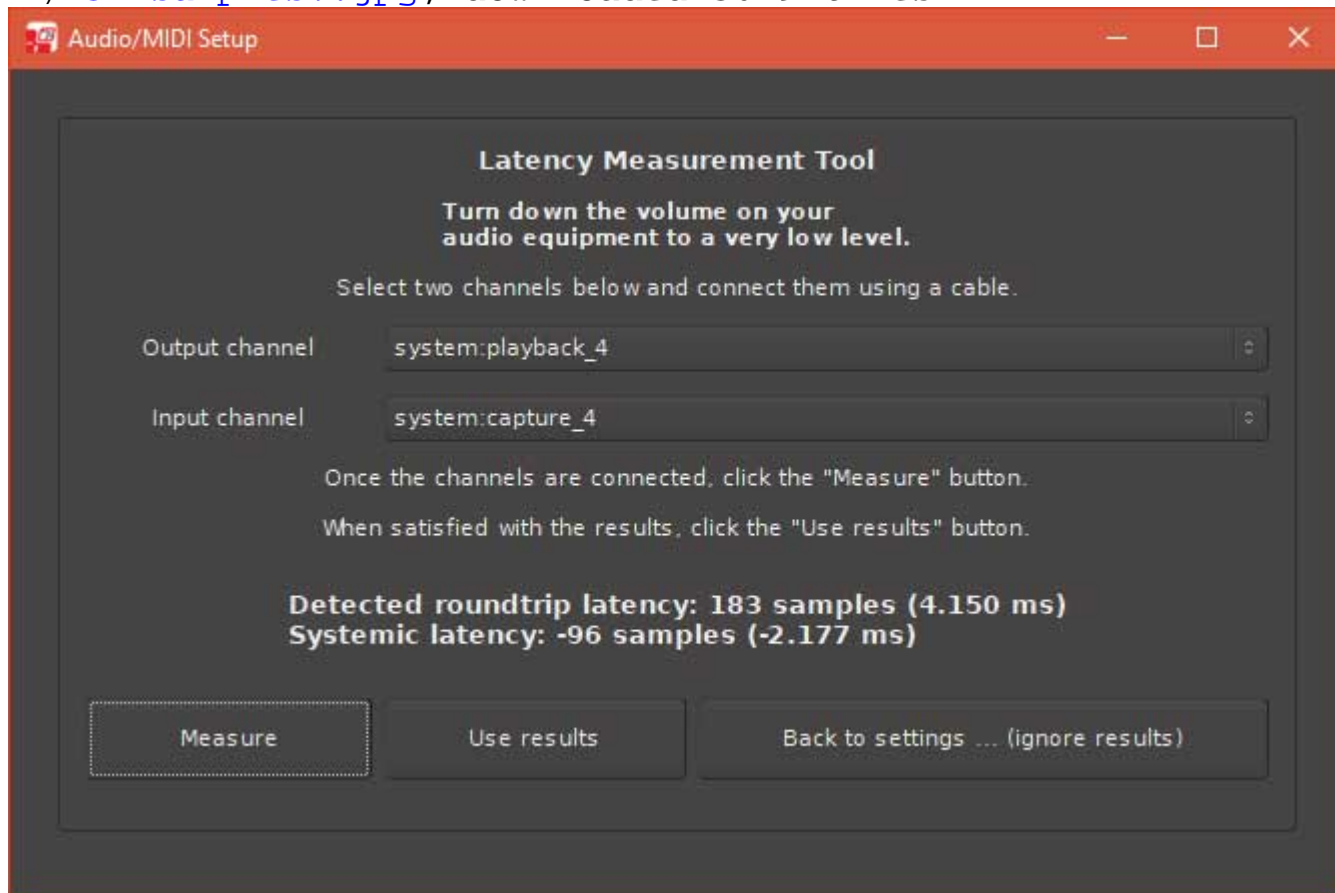 Audio/MIDI Setup
Latency Measurement Tool
Turn down the volume on your
audio equipment to a very low level.
Select two channels below and connect them using a cable.
Output channel system:playback_4
Input channel system:capture_4
Once the channels are connected, click the "Measure" button.
When satisfied with the results, click the "Use results" button.
Detected roundtrip latency: 183 samples (4.150 ms)
Systemic latency: -96 samples (-2.177 ms)
Measure Use results Back to settings ... (ignore results)